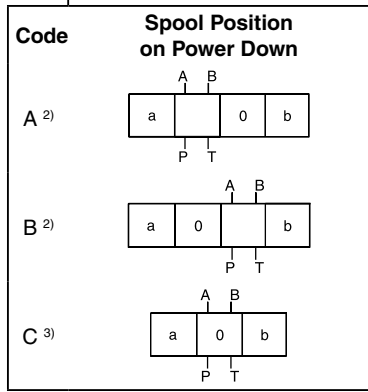 Code
Spool Position
on Power Down
A B
A 2)
a 0 b
P T
A B
B 2)
a 0 b
P T
A B
C 3)
a 0 b
P T